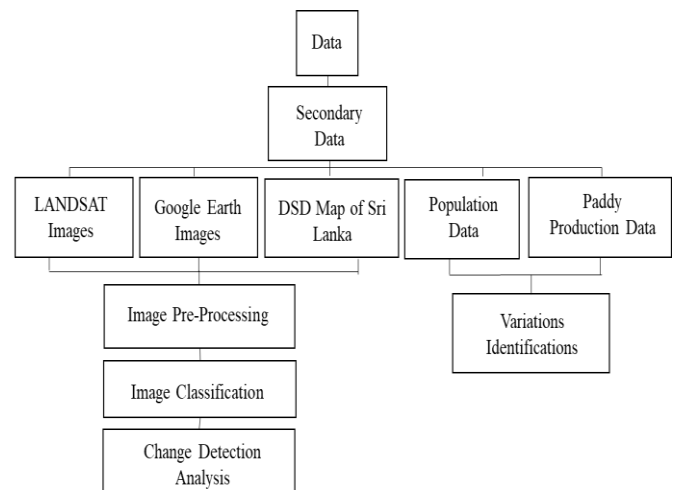 Data
Secondary
Data
LANDSAT
Images
Google Earth
Images
DSD Map of Sri
Lanka
Population
Data
Paddy
Production Data
Image Pre-Processing
Variations
Identifications
Image Classification
Change Detection
Analysis